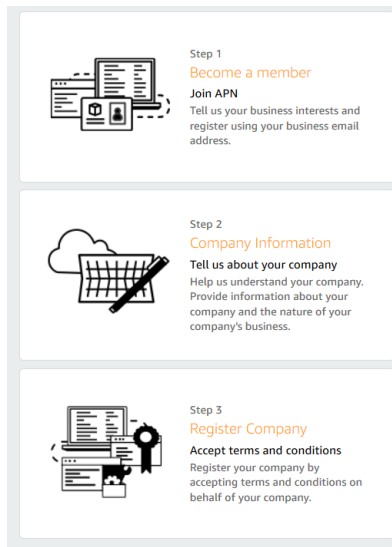 Step 1
Become a member
Join APN
Tell us your business interests and
register using your business email
address.
Step 2
Company Information
Tell us about your company
Help us understand your company.
Provide information about your
company and the nature of your
company's business.
Step 3
Register Company
Accept terms and conditions
Register your company by
accepting terms and conditions on
behalf of your company.